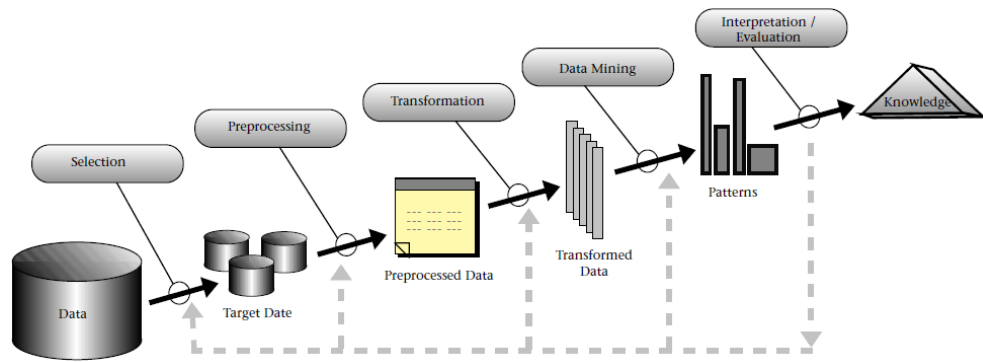 Interpretation /
Evaluation
Data Mining
Transformation
Preprocessing
Selection
Knowledge
Patterns
Transformed
Data
Preprocessed Data
Target Date
Data